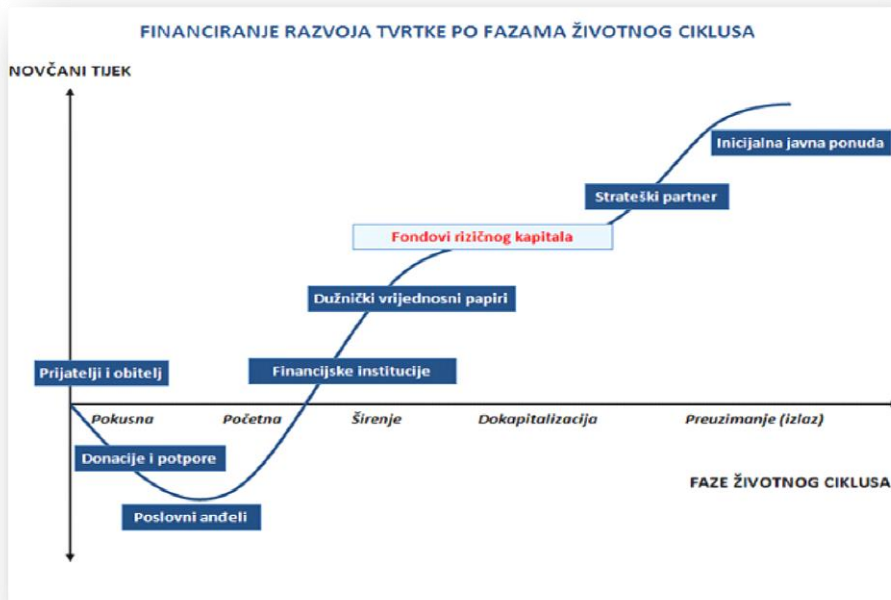 FINANCIRANJE RAZVOJA TVRTKE PO FAZAMA ŽIVOTNOG CIKLUSA
NOVČANI TIJEK
Inicijalna javna ponuda
Strateški partner
Fondovi rizičnog kapitala
Dužnički vrijednosni papiri
Prijatelji i obitelj
Financijske institucije
Pokusna
Početna
Širenje
Dokapitalizacija
Preuzimanje (izlaz)
Donacije i potpore
FAZE ŽIVOTNOG CIKLUSA
Poslovni anđeli